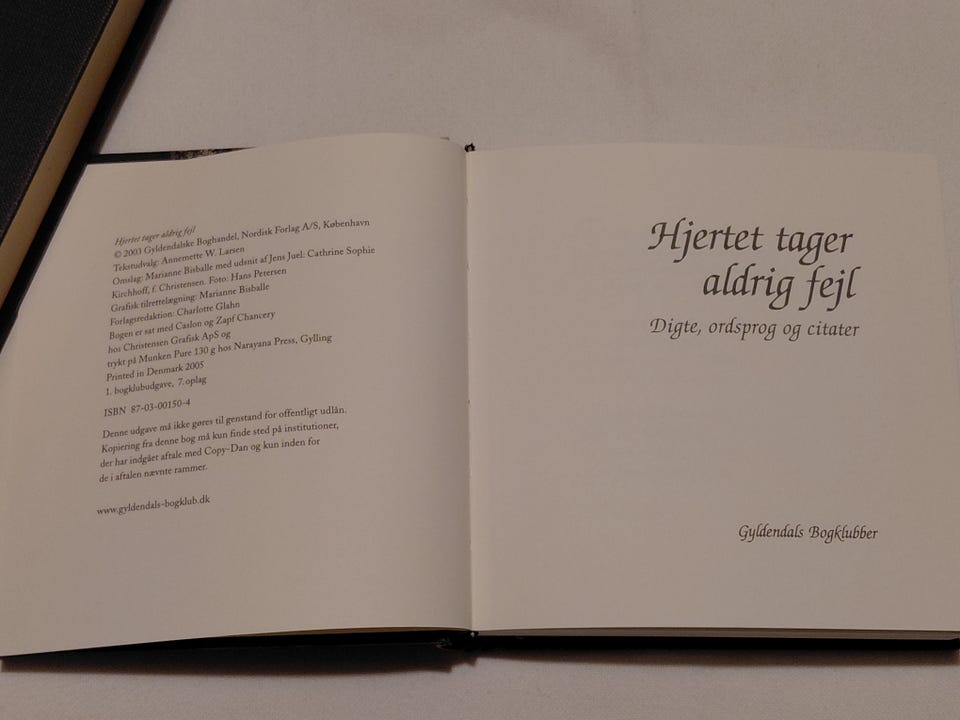 Hjertet tager aldrig fejl
© 2003 Gyldendalske Boghandel, Nordisk Forlag A/S, København
Tekstudvalg: Annemette W. Larsen
Omslag: Marianne Bisballe med udsnit af Jens Juel: Cathrine Sophie
Kirchhoff, f. Christensen. Foto: Hans Petersen
Grafisk tilrettelægning: Marianne Bisballe
Forlagsredaktion: Charlotte Glahn
Bogen er sat med Caslon og Zapf Chancery
hos Christensen Grafisk ApS og
trykt på Munken Pure 130 g hos Narayana Press, Gylling
Printed in Denmark 2005
1. bogklubudgave, 7. oplag
ISBN 87-03-00150-4
Denne udgave må ikke gøres til genstand for offentligt udlån.
Kopiering fra denne bog må kun finde sted på institutioner,
der har indgået aftale med Copy-Dan og kun inden for
de i aftalen nævnte rammer.
www.gyldendals-bogklub.dk
Hjertet tager
aldrig fejl
Digte, ordsprog og citater
Gyldendals Bogklubber